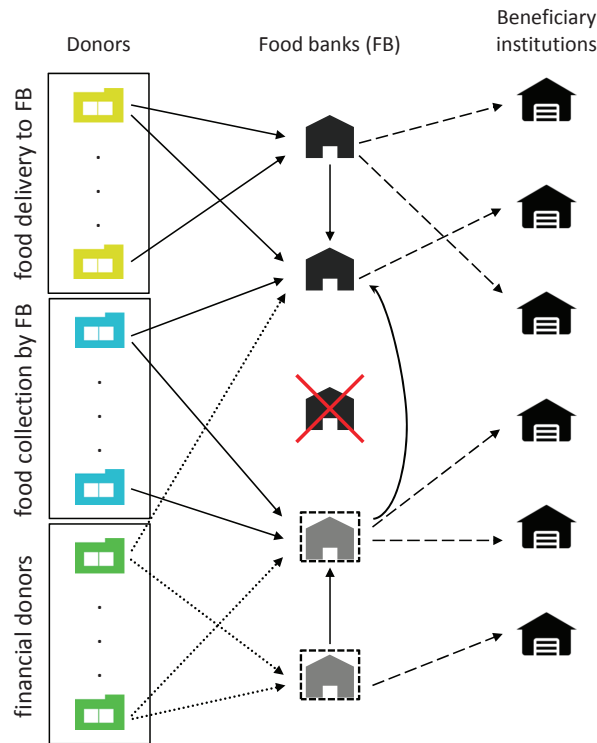 Donors
Food banks (FB)
Beneficiary
institutions
food delivery to FB
food collection by FB
financial donors